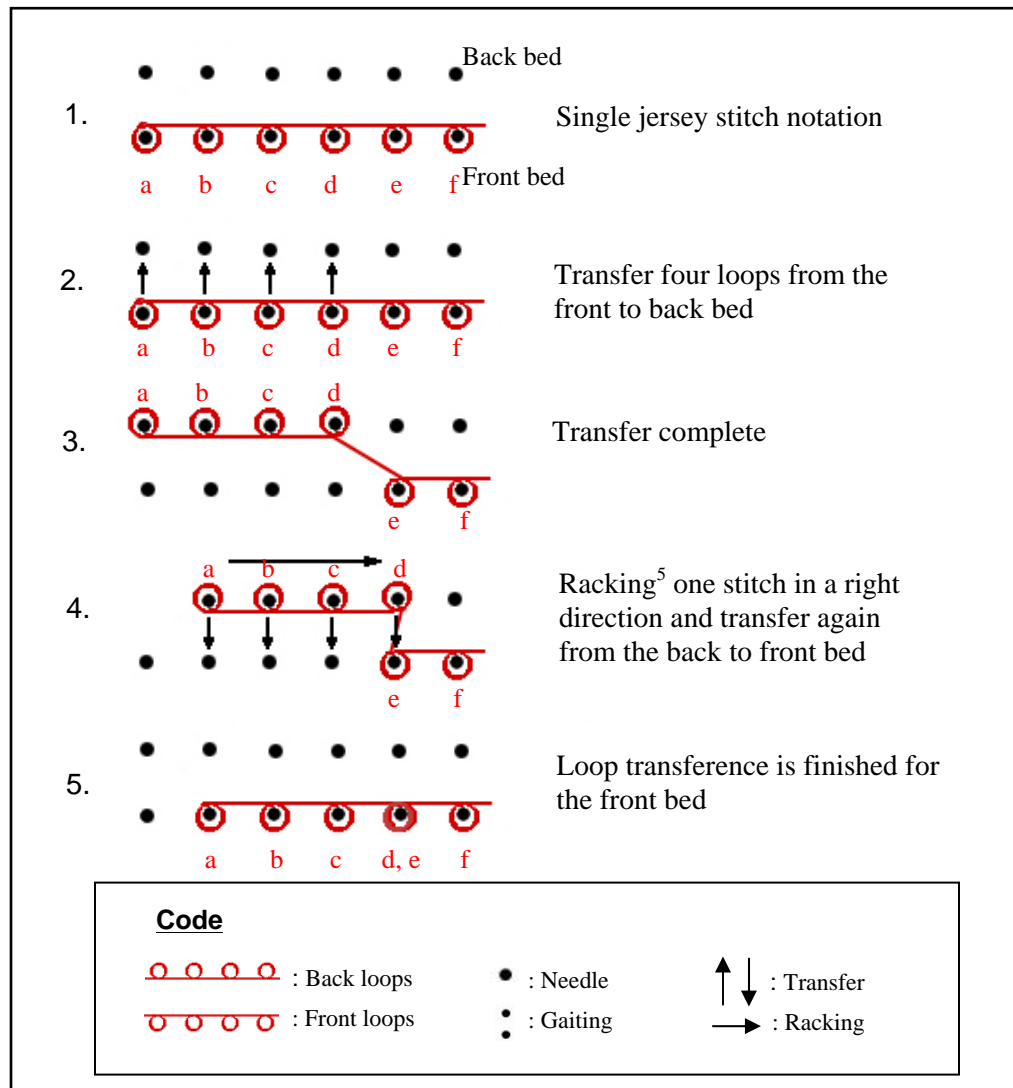 Back bed
1.
Single jersey stitch notation
a b c d e f
Front bed
2.
Transfer four loops from the
front to back bed
a b c d e f
a b c d
3.
Transfer complete
e f
4.
a b c d
Racking⁵ one stitch in a right
direction and transfer again
from the back to front bed
e f
5.
Loop transference is finished for
the front bed
a b c d, e f
Code
: Back loops : Needle : Transfer
: Front loops : Gaiting : Racking